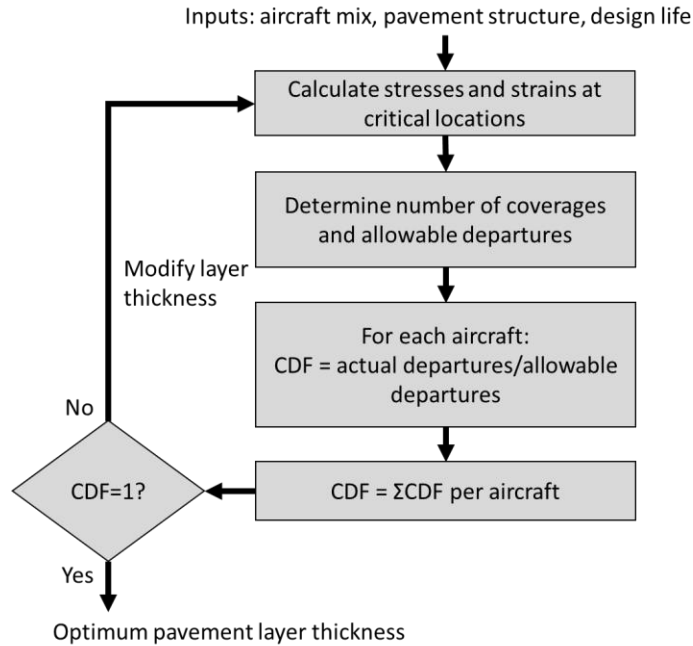 Inputs: aircraft mix, pavement structure, design life
Calculate stresses and strains at
critical locations
Determine number of coverages
and allowable departures
Modify layer
thickness
For each aircraft:
CDF = actual departures/allowable
departures
No
CDF=1?
CDF = ΣCDF per aircraft
Yes
Optimum pavement layer thickness